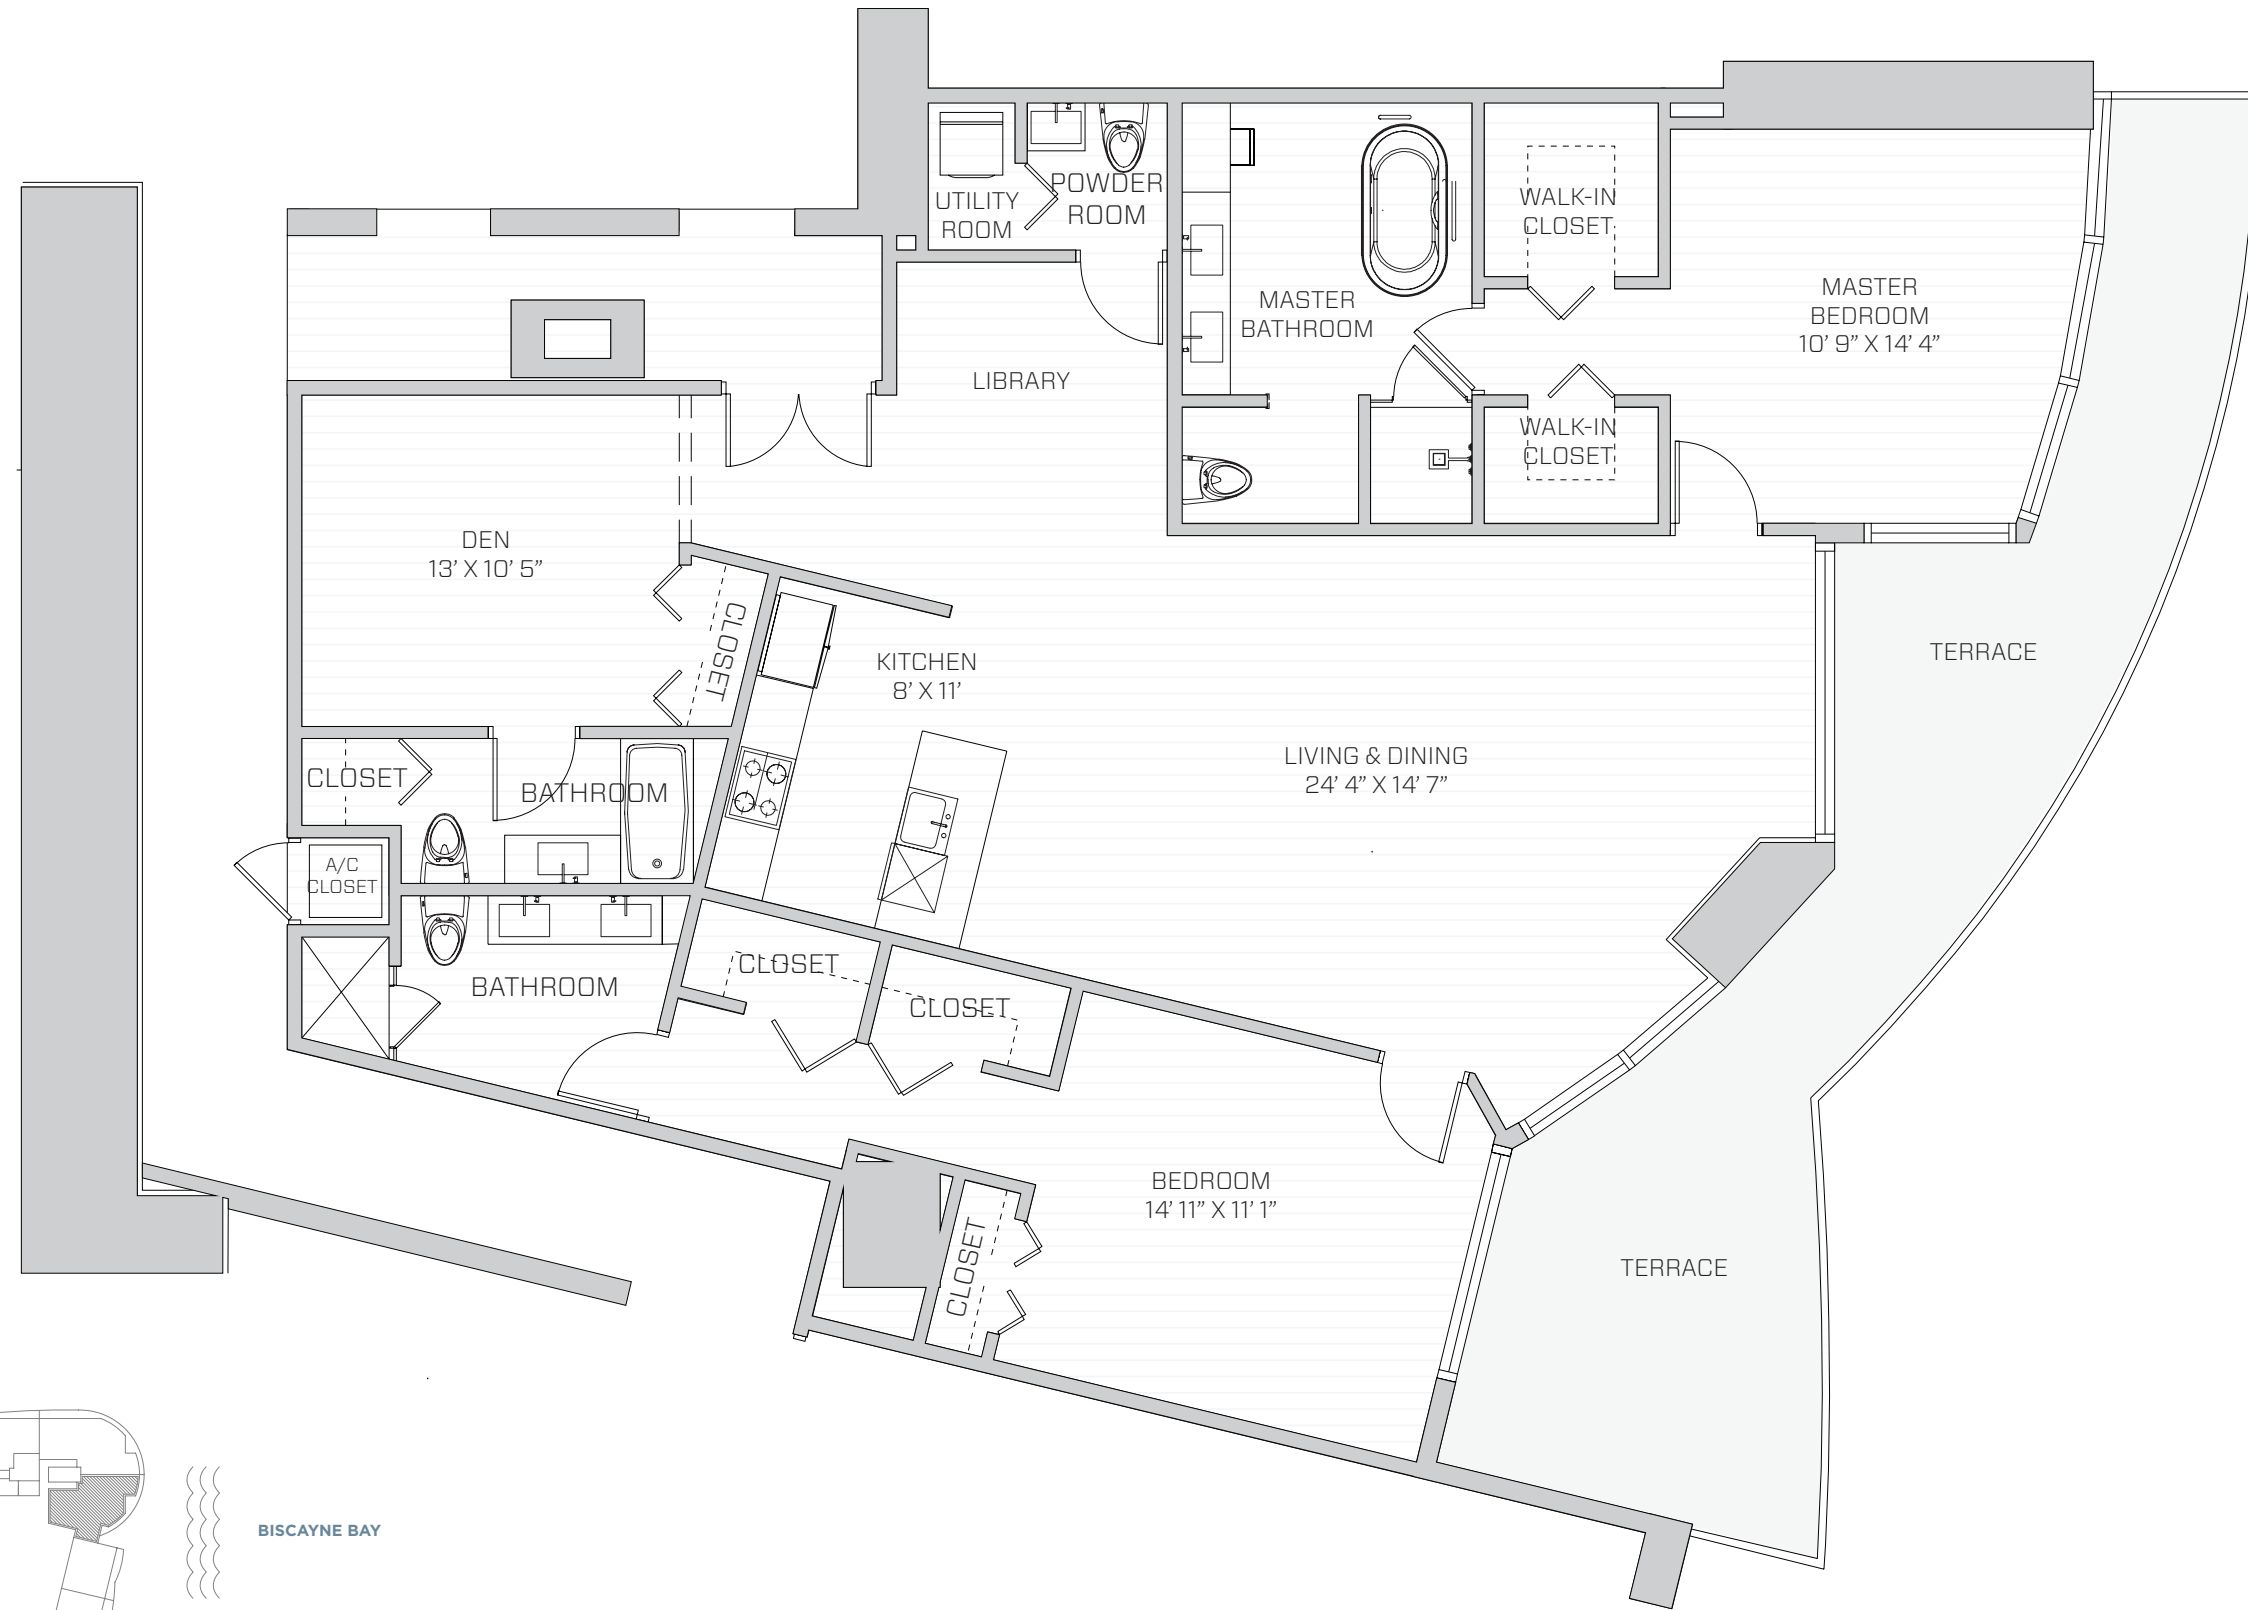 UTILITY
ROOM
POWDER
ROOM
WALK-IN
CLOSET
MASTER
BATHROOM
MASTER
BEDROOM
10’ 9” X 14’ 4”
LIBRARY
WALK-IN
CLOSET
DEN
13’ X 10’ 5”
CLOSET
KITCHEN
8’ X 11’
TERRACE
LIVING & DINING
24’ 4” X 14’ 7”
CLOSET
BATHROOM
A/C
CLOSET
BATHROOM
CLOSET
CLOSET
BEDROOM
14’ 11” X 11’ 1”
CLOSET
TERRACE
BISCAYNE BAY